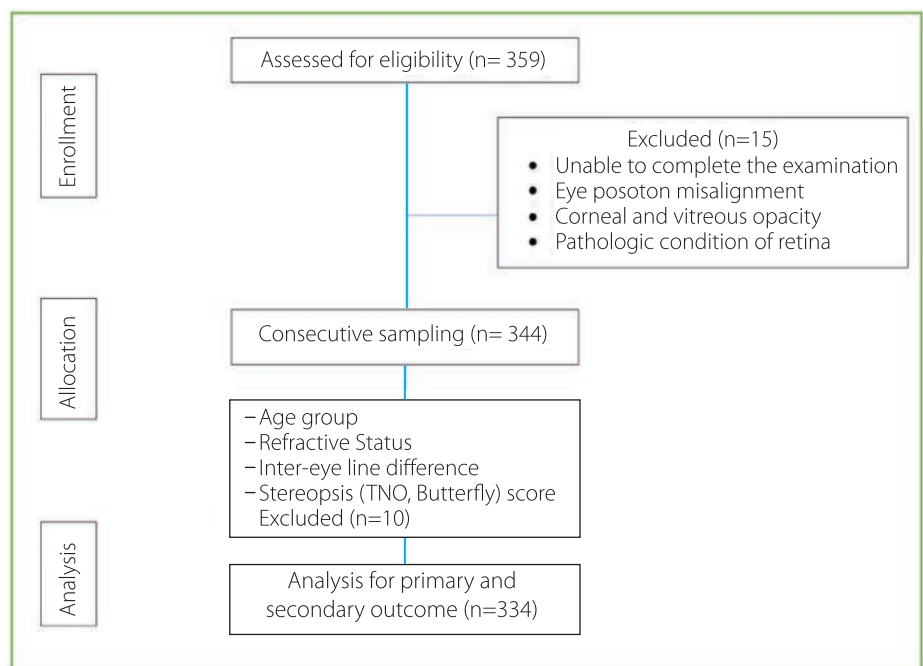 Enrollment
Assessed for eligibility (n= 359)
Excluded (n=15)
• Unable to complete the examination
• Eye posoton misalignment
• Corneal and vitreous opacity
• Pathologic condition of retina
Allocation
Consecutive sampling (n= 344)
–Age group
–Refractive Status
–Inter-eye line difference
–Stereopsis (TNO, Butterfly) score
Excluded (n=10)
Analysis
Analysis for primary and
secondary outcome (n=334)